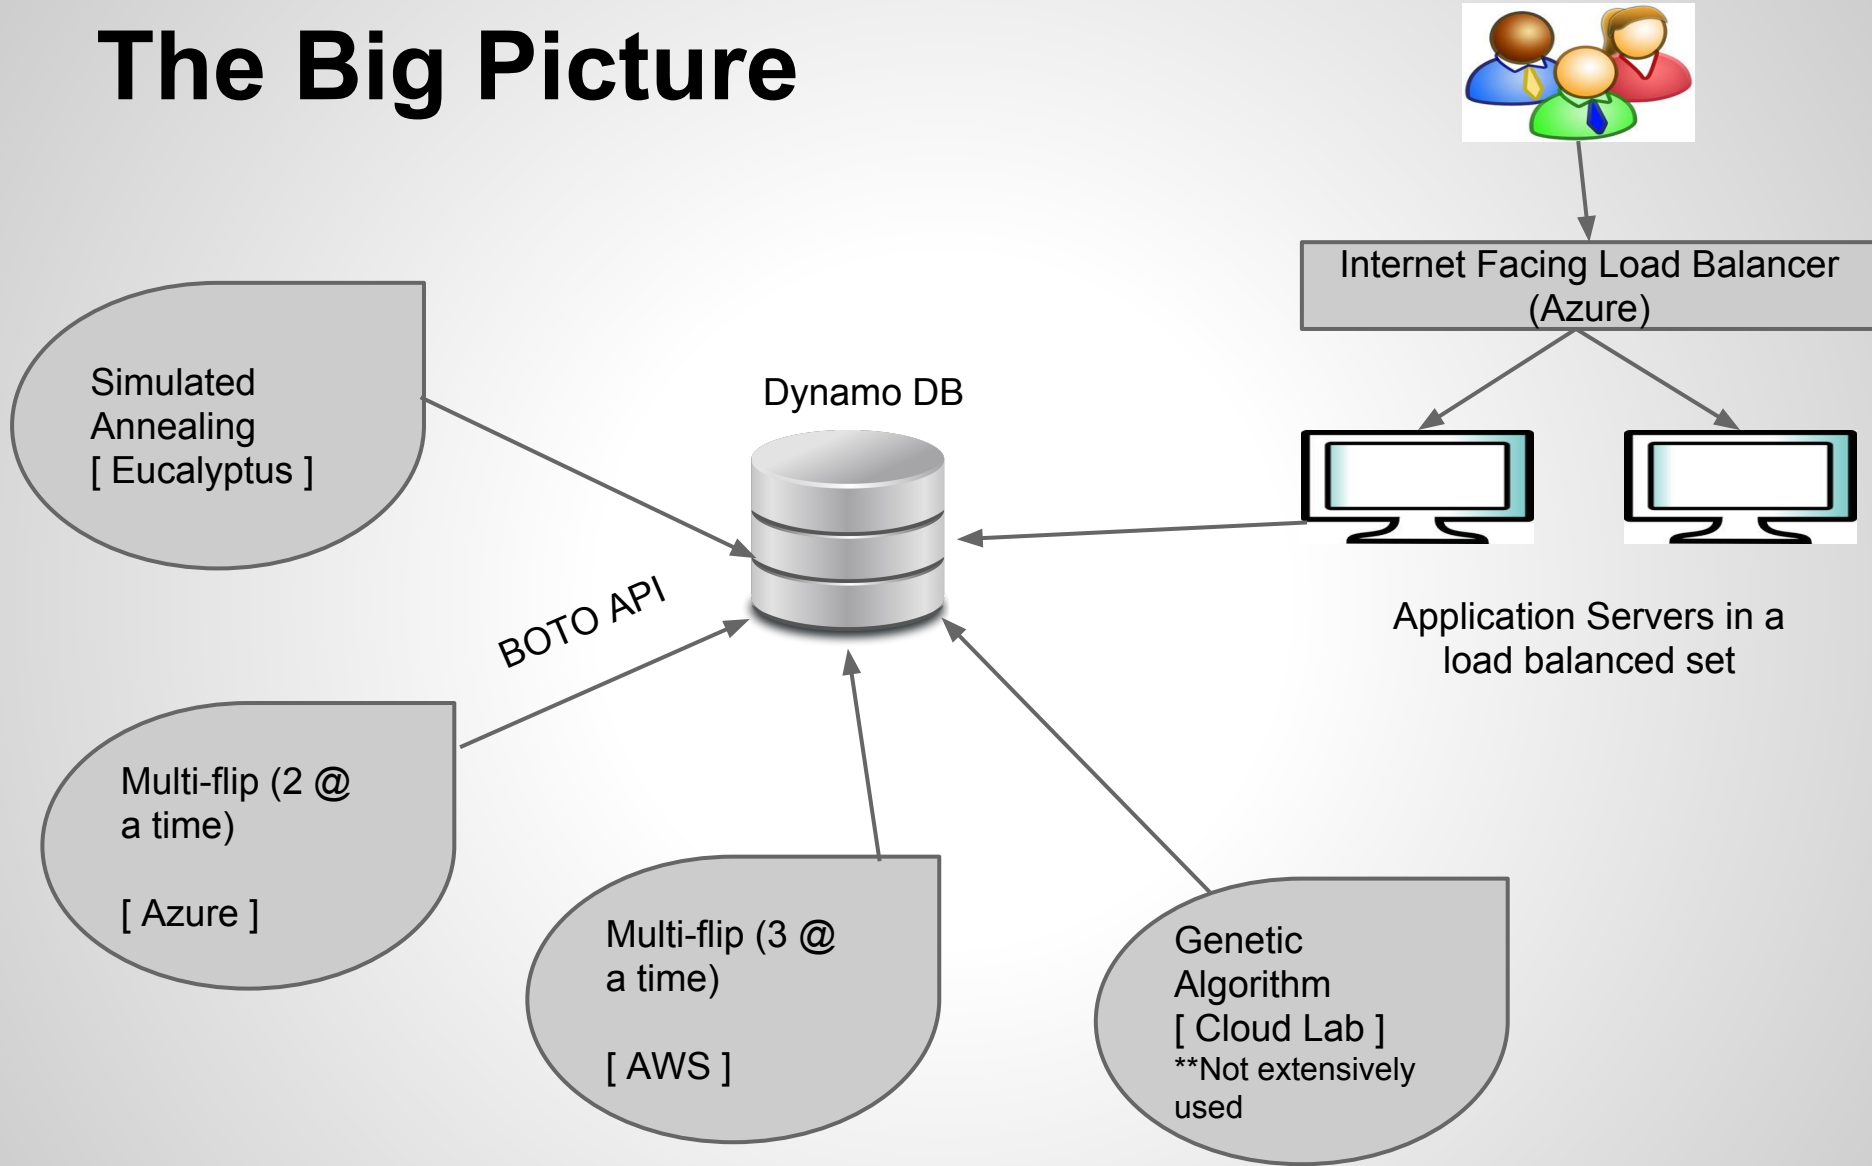 The Big Picture
Internet Facing Load Balancer
(Azure)
Simulated
Annealing
[ Eucalyptus ]
Dynamo DB
BOTO API
Application Servers in a
load balanced set
Multi-flip (2 @
a time)
[ Azure ]
Multi-flip (3 @
a time)
[ AWS ]
Genetic
Algorithm
[ Cloud Lab ]
**Not extensively
used